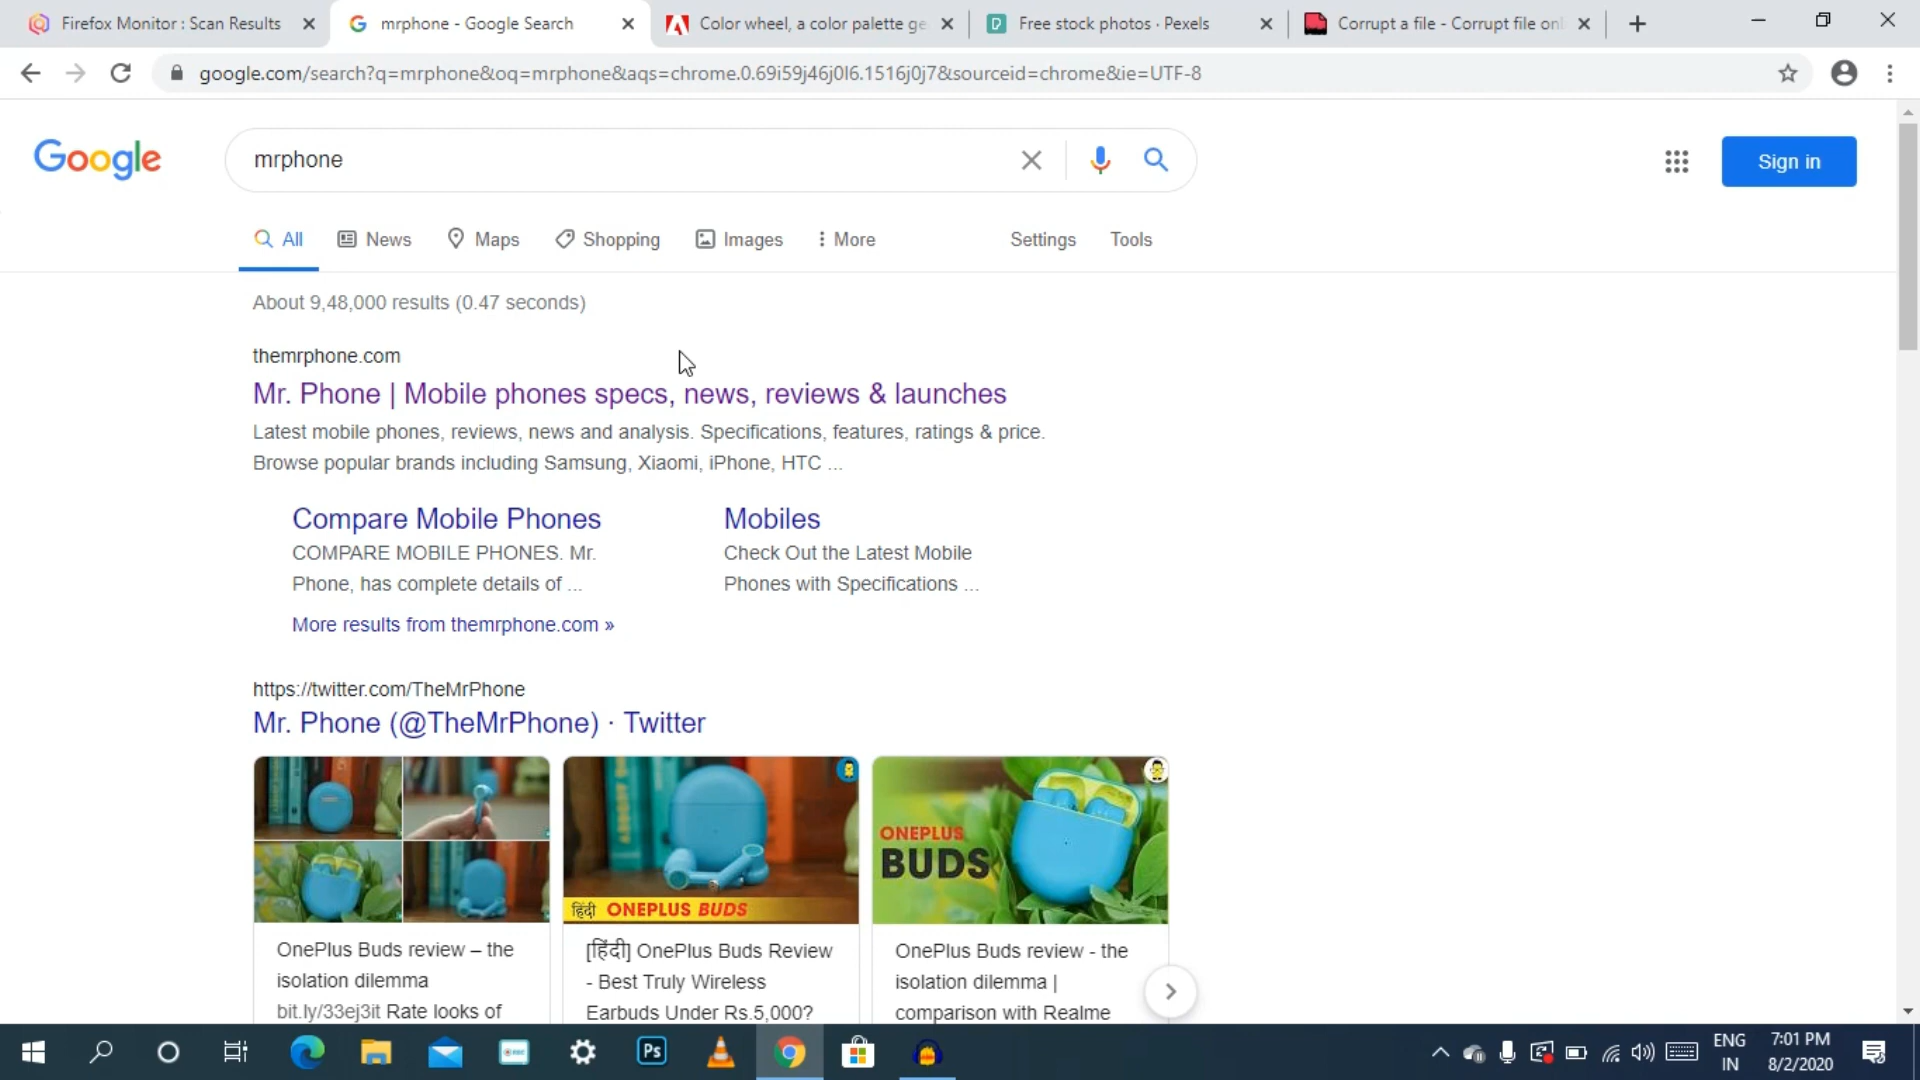 Firefox Monitor : Scan Results
mrphone - Google Search
Color wheel, a color palette ge
Free stock photos · Pexels
Corrupt a file - Corrupt file onl
google.com/search?q=mrphone&oq=mrphone&aqs=chrome.0.69i59j46j0l6.1516j0j7&sourceid=chrome&ie=UTF-8
Google
mrphone
Sign in
All
News
Maps
Shopping
Images
More
Settings
Tools
About 9,48,000 results (0.47 seconds)
themrphone.com
Mr. Phone | Mobile phones specs, news, reviews & launches
Latest mobile phones, reviews, news and analysis. Specifications, features, ratings & price.
Browse popular brands including Samsung, Xiaomi, iPhone, HTC ...
Compare Mobile Phones
COMPARE MOBILE PHONES. Mr.
Phone, has complete details of ...
Mobiles
Check Out the Latest Mobile
Phones with Specifications ...
More results from themrphone.com »
https://twitter.com/TheMrPhone
Mr. Phone (@TheMrPhone) · Twitter
हिंदी ONEPLUS BUDS
ONEPLUS
BUDS
OnePlus Buds review – the
isolation dilemma
bit.ly/33ej3it Rate looks of
[हिंदी] OnePlus Buds Review
- Best Truly Wireless
Earbuds Under Rs.5,000?
OnePlus Buds review - the
isolation dilemma |
comparison with Realme
Ps
ENG
IN
7:01 PM
8/2/2020